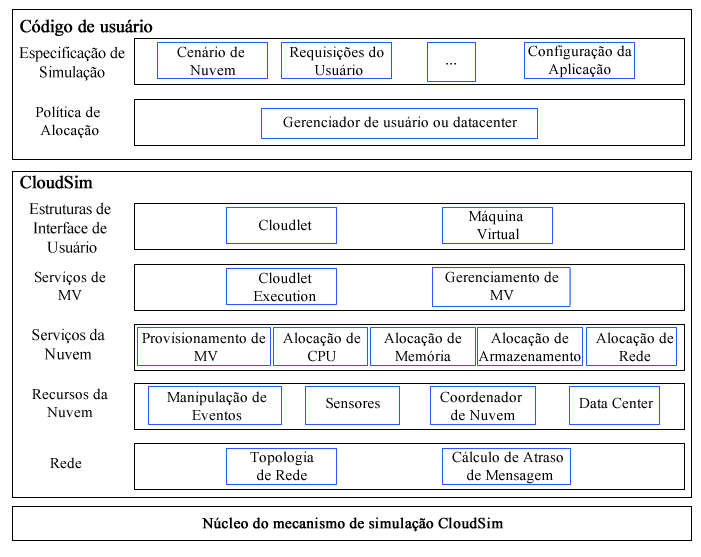 Código de usuário
Especificação de
Simulação
Cenário de
Nuvem
Requisições do
Usuário
...
Configuração da
Aplicação
Política de
Alocação
Gerenciador de usuário ou datacenter
CloudSim
Estruturas de
Interface de
Usuário
Cloudlet
Máquina
Virtual
Serviços de
MV
Cloudlet
Execution
Gerenciamento de
MV
Serviços da
Nuvem
Provisionamento de
MV
Alocação de
CPU
Alocação de
Memória
Alocação de
Armazenamento
Alocação de
Rede
Recursos da
Nuvem
Manipulação de
Eventos
Sensores
Coordenador
de Nuvem
Data Center
Rede
Topologia
de Rede
Cálculo de Atraso
de Mensagem
Núcleo do mecanismo de simulação CloudSim